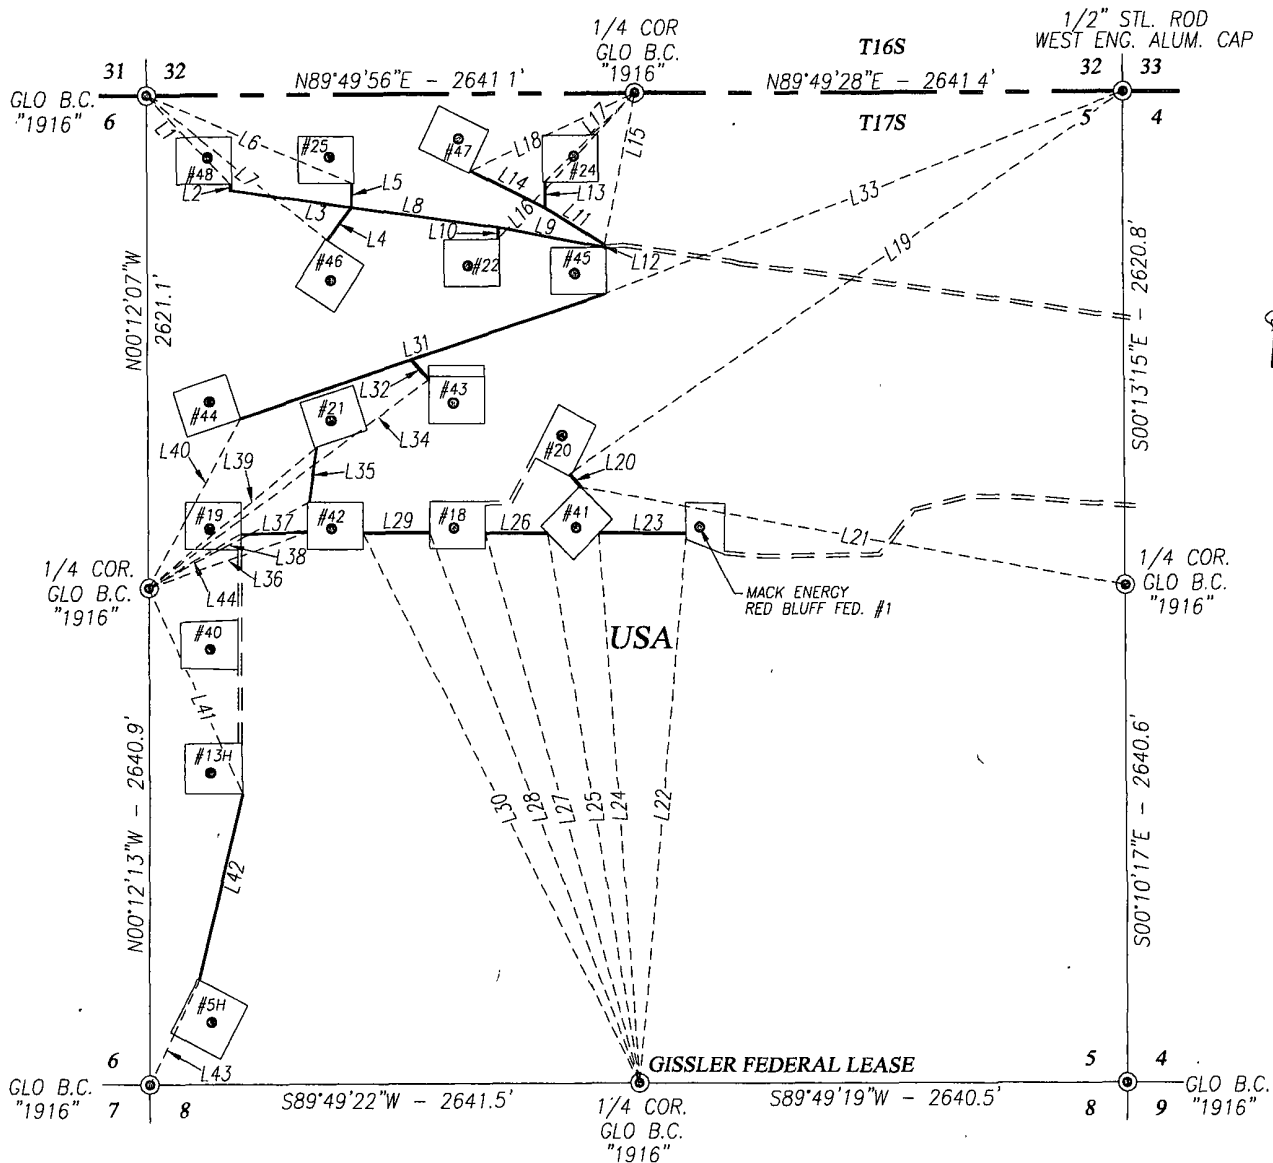 1/4 COR
GLO B.C.
"1916"
T16S
1/2" STL. ROD
WEST ENG. ALUM. CAP
31
32
N89°49'56"E - 2641 1'
N89°49'28"E - 2641.4'
32
33
GLO B.C.
"1916"
6
T17S
5
4
L1
L6
L7
#48
#25
#47
#24
L18
L17
L15
L2
L3
L5
L8
L4
L14
L13
L16
L9
L11
L10
L12
#46
#22
#45
L33
L19
N00°12'07"W
2621.1'
S00°13'15"E - 2620.8'
L31
L32
#43
#44
#21
L34
L40
L39
L35
#20
L20
#19
L37
#42
L29
#18
L26
#41
L23
L21
L38
L36
L44
1/4 COR.
GLO B.C.
"1916"
1/4 COR.
GLO B.C.
"1916"
MACK ENERGY
RED BLUFF FED. #1
USA
#40
L41
#13H
N00°12'13"W - 2640.9'
S00°10'17"E - 2640.6'
L30
L28
L27
L25
L24
L22
L42
#5H
L43
6
GLO B.C.
"1916"
7
8
S89°49'22"W - 2641.5'
GISSLER FEDERAL LEASE
1/4 COR.
GLO B.C.
"1916"
S89°49'19"W - 2640.5'
5
4
8
9
GLO B.C.
"1916"